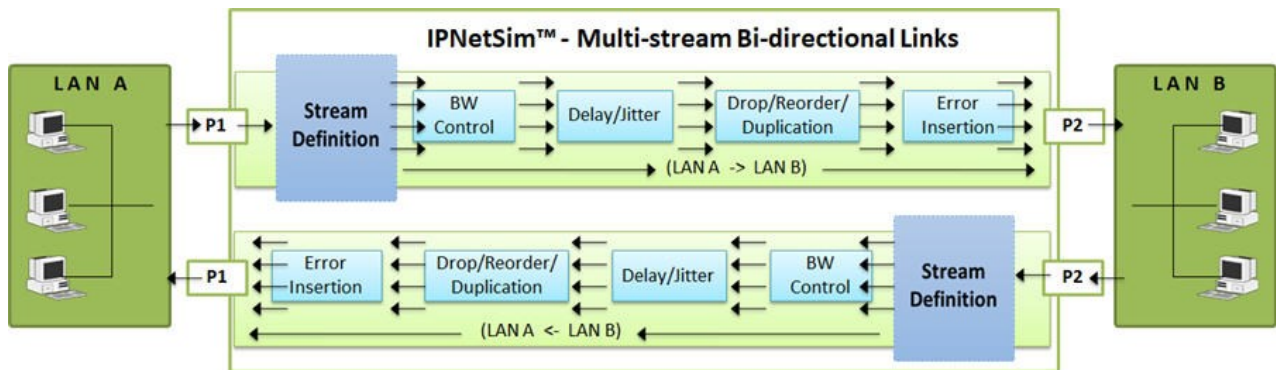 IPNetSim™ - Multi-stream Bi-directional Links
LAN A
P1
Stream
Definition
BW
Control
Delay/Jitter
Drop/Reorder/
Duplication
Error
Insertion
(LAN A -> LAN B)
P2
LAN B
P1
Error
Insertion
Drop/Reorder/
Duplication
Delay/Jitter
BW
Control
Stream
Definition
(LAN A <- LAN B)
P2